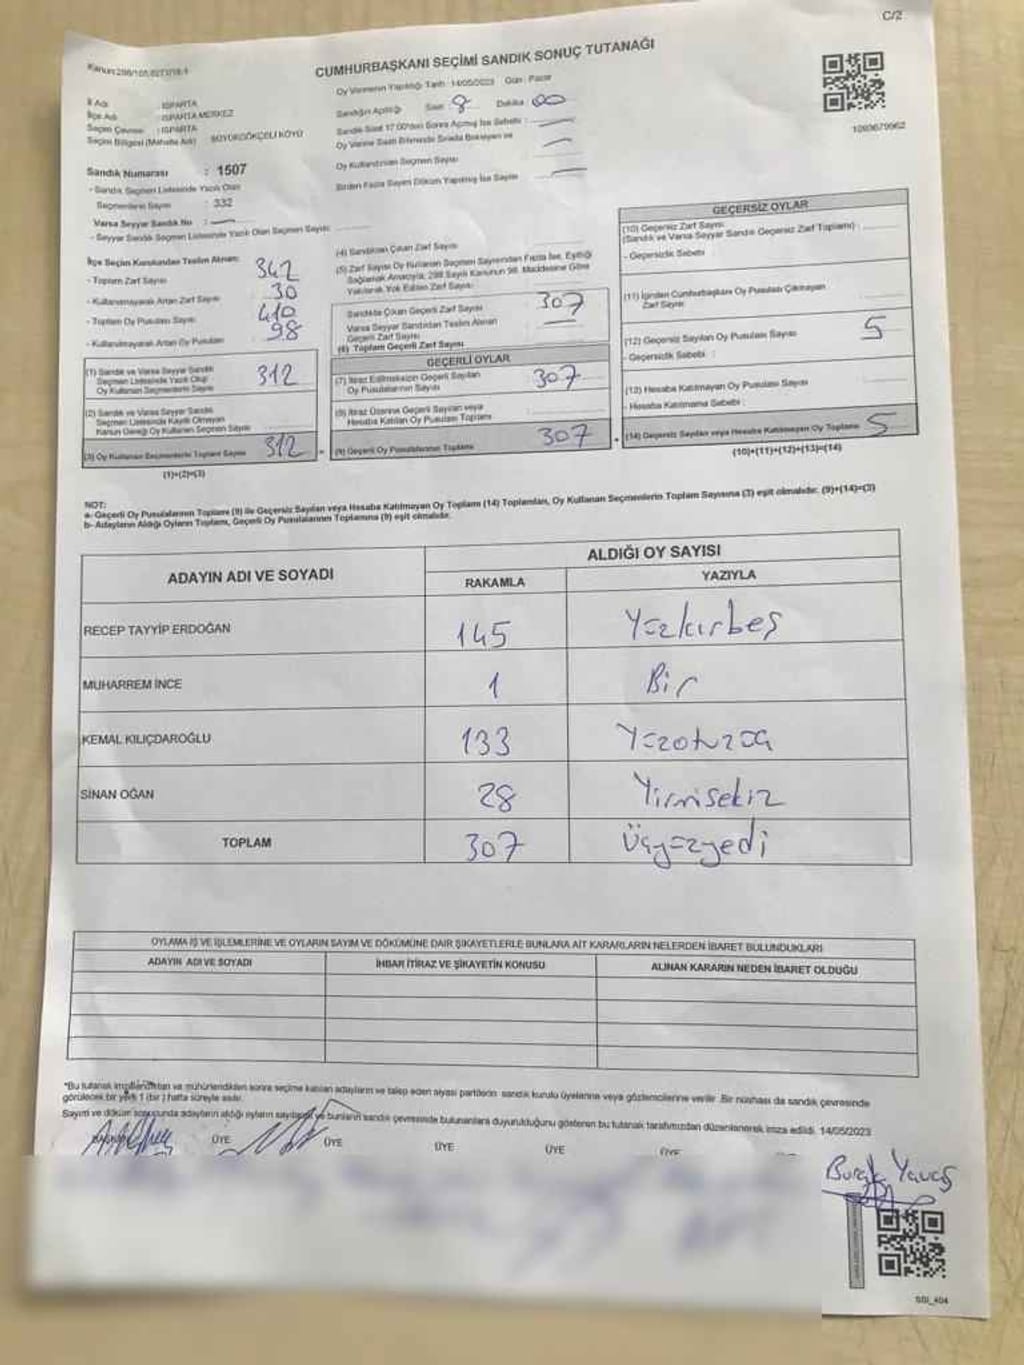 C/2
CUMHURBAŞKANI SEÇİMİ SANDIK SONUÇ TUTANAĞI
Oy Vermenin Yapıldığı Tarih : 14/05/2023 Gün : Pazar
Sandığın Açıldığı Saat : 8 Dakika : 00
Sandık Saat 17.00'den Sonra Açılmış İse Sebebi :
Oy Verme Saati Bitiminde Sırada Bekleyen ve
Oy Kullandırılan Seçmen Sayısı
Birden Fazla Sayım Döküm Yapılmış İse Sayısı
1093679962
İl Adı : ISPARTA
İlçe Adı : ISPARTA MERKEZ
Seçim Çevresi : ISPARTA
Seçim Bölgesi (Mahalle Adı) BÜYÜKGÖKÇELİ KÖYÜ
Sandık Numarası : 1507
- Sandık Seçmen Listesinde Yazılı Olan
Seçmenlerin Sayısı : 332
Varsa Seyyar Sandık No :
- Seyyar Sandık Seçmen Listesinde Yazılı Olan Seçmen Sayısı :
İlçe Seçim Kurulundan Teslim Alınan:
- Toplam Zarf Sayısı 342
- Kullanılmayarak Artan Zarf Sayısı 30
- Toplam Oy Pusulası Sayısı 410
- Kullanılmayarak Artan Oy Pusulası 98
(1) Sandık ve Varsa Seyyar Sandık
Seçmen Listesinde Yazılı Olup
Oy Kullanan Seçmenlerin Sayısı 312
(2) Sandık ve Varsa Seyyar Sandık
Seçmen Listesinde Kayıtlı Olmayan
Kanun Gereği Oy Kullanan Seçmen Sayısı
(3) Oy Kullanan Seçmenlerin Toplam Sayısı 312
(1)+(2)=(3)
(4) Sandıktan Çıkan Zarf Sayısı
(5) Zarf Sayısı Oy Kullanan Seçmen Sayısından Fazla İse, Eşitliği
Sağlamak Amacıyla, 298 Sayılı Kanunun 98. Maddesine Göre
Yakılarak Yok Edilen Zarf Sayısı
Sandıkta Çıkan Geçerli Zarf Sayısı 307
Varsa Seyyar Sandıktan Teslim Alınan
Geçerli Zarf Sayısı
(6) Toplam Geçerli Zarf Sayısı
GEÇERLİ OYLAR
(7) İtiraz Edilmeksizin Geçerli Sayılan
Oy Pusulalarının Sayısı 307
(8) İtiraz Üzerine Geçerli Sayılan veya
Hesaba Katılan Oy Pusulası Toplamı
(9) Geçerli Oy Pusulalarının Toplamı 307
GEÇERSİZ OYLAR
(10) Geçersiz Zarf Sayısı
(Sandık ve Varsa Seyyar Sandık Geçersiz Zarf Toplamı) :
- Geçersizlik Sebebi :
(11) İçinden Cumhurbaşkanı Oy Pusulası Çıkmayan
Zarf Sayısı
(12) Geçersiz Sayılan Oy Pusulası Sayısı 5
- Geçersizlik Sebebi :
(13) Hesaba Katılmayan Oy Pusulası Sayısı
- Hesaba Katılmama Sebebi :
(14) Geçersiz Sayılan veya Hesaba Katılmayan Oy Toplamı 5
(10)+(11)+(12)+(13)=(14)
NOT:
a- Geçerli Oy Pusulalarının Toplamı (9) ile Geçersiz Sayılan veya Hesaba Katılmayan Oy Toplamı (14) Toplamları, Oy Kullanan Seçmenlerin Toplam Sayısına (3) eşit olmalıdır. (9)+(14)=(3)
b- Adayların Aldığı Oyların Toplamı, Geçerli Oy Pusulalarının Toplamına (9) eşit olmalıdır.
ADAYIN ADI VE SOYADI ALDIĞI OY SAYISI
RAKAMLA YAZIYLA
RECEP TAYYİP ERDOĞAN 145 Yüzkırbeş
MUHARREM İNCE 1 Bir
KEMAL KILIÇDAROĞLU 133 Yüzotuzüç
SİNAN OĞAN 28 Yirmisekiz
TOPLAM 307 Üçyüzyedi
OYLAMA İŞ VE İŞLEMLERİNE VE OYLARIN SAYIM VE DÖKÜMÜNE DAİR ŞİKAYETLERLE BUNLARA AİT KARARLARIN NELERDEN İBARET BULUNDUKLARI
ADAYIN ADI VE SOYADI İHBAR İTİRAZ VE ŞİKAYETİN KONUSU ALINAN KARARIN NEDEN İBARET OLDUĞU
*Bu tutanak imzalandıktan ve mühürlendikten sonra seçime katılan adayların ve talep eden siyasi partilerin sandık kurulu üyelerine veya gözlemcilerine verilir. Bir nüshası da sandık çevresinde
görülecek bir yere 1 (bir) hafta süreyle asılır.
Sayım ve döküm sonucunda adayların aldığı oyların sayıları ve bunların sandık çevresinde bulunanlara duyurulduğunu gösteren bu tutanak tarafımızdan düzenlenerek imza edildi. 14/05/2023
BAŞKAN ÜYE ÜYE ÜYE ÜYE ÜYE
Burak Yavaş